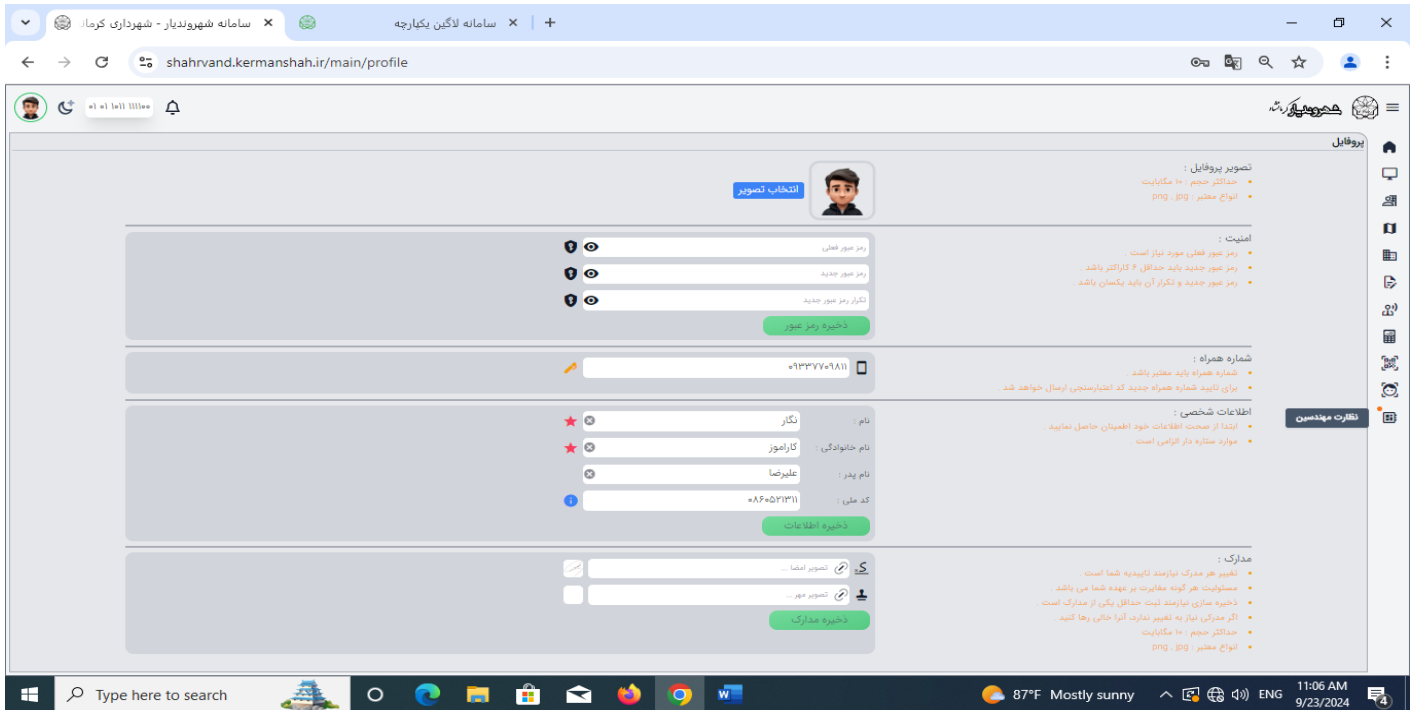 سامانه شهروندیار - شهرداری کرما
سامانه لاگین یکپارچه
shahrvand.kermanshah.ir/main/profile
پروفایل
تصویر پروفایل :
حداکثر حجم : ۱۰ مگابایت
انواع معتبر : png , jpg
انتخاب تصویر
امنیت :
رمز عبور فعلی مورد نیاز است .
رمز عبور جدید باید حداقل ۶ کاراکتر باشد .
رمز عبور جدید و تکرار آن باید یکسان باشد .
رمز عبور فعلی
رمز عبور جدید
تکرار رمز عبور جدید
ذخیره رمز عبور
شماره همراه :
شماره همراه باید معتبر باشد .
برای تایید شماره همراه جدید کد اعتبارسنجی ارسال خواهد شد .
۰۹۳۳۷۷۰۹۸۱۱
اطلاعات شخصی :
ابتدا از صحت اطلاعات خود اطمینان حاصل نمایید .
موارد ستاره دار الزامی است .
نام : نگار
نام خانوادگی : کارآموز
نام پدر : علیرضا
کد ملی : ۰۸۶۰۵۲۱۳۱۱
ذخیره اطلاعات
نظارت مهندسین
مدارک :
تغییر هر مدرک نیازمند تاییدیه شما است .
مسئولیت هر گونه مغایرت بر عهده شما می باشد .
ذخیره سازی نیازمند ثبت حداقل یکی از مدارک است .
اگر مدرکی نیاز به تغییر ندارد، آنرا خالی رها کنید .
حداکثر حجم : ۱۰ مگابایت
انواع معتبر : png , jpg
تصویر امضا ...
تصویر مهر ...
ذخیره مدارک
Type here to search
87°F Mostly sunny
ENG
11:06 AM
9/23/2024
4